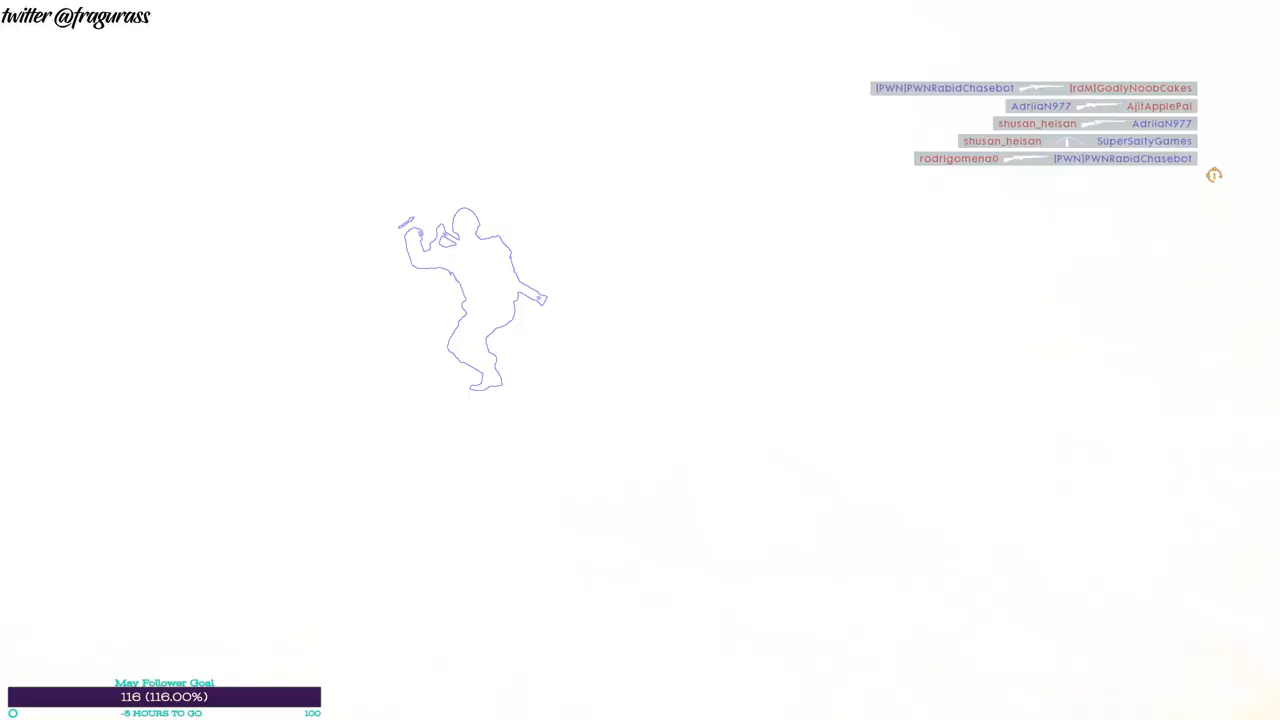 twitter @fragurass
[PWN]PWNRabidChasebot [rdM]GodlyNoobCakes
AdriiaN977 AjitApplePai
shusan_heisan AdriiaN977
shusan_heisan SuperSaltyGames
rodrigomena0 [PWN]PWNRabidChasebot
May Follower Goal
116 (116.00%)
0 -5 HOURS TO GO 100